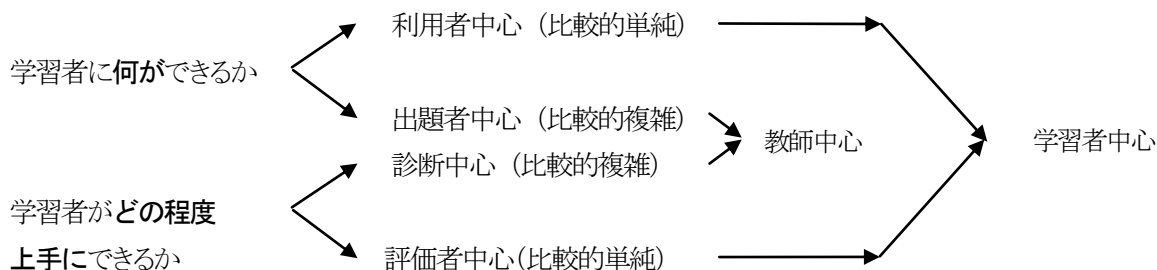 利用者中心（比較的単純）
学習者に何ができるか
出題者中心（比較的複雑）
教師中心
学習者中心
診断中心（比較的複雑）
学習者がどの程度
上手にできるか
評価者中心（比較的単純）